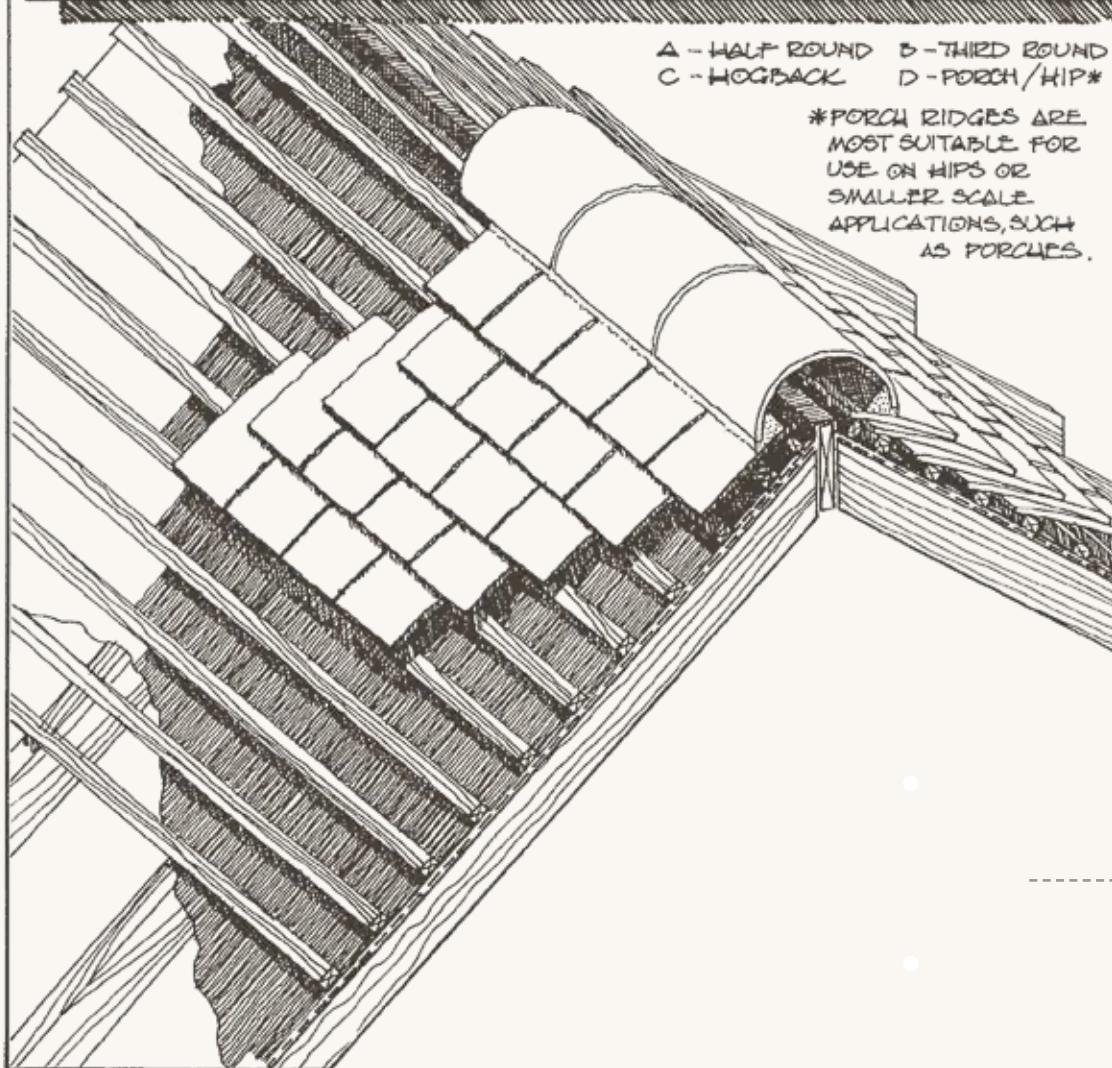 A - HALF ROUND B - THIRD ROUND
C - HOGBACK D - PORCH/HIP*
*PORCH RIDGES ARE
MOST SUITABLE FOR
USE ON HIPS OR
SMALLER SCALE
APPLICATIONS, SUCH
AS PORCHES.